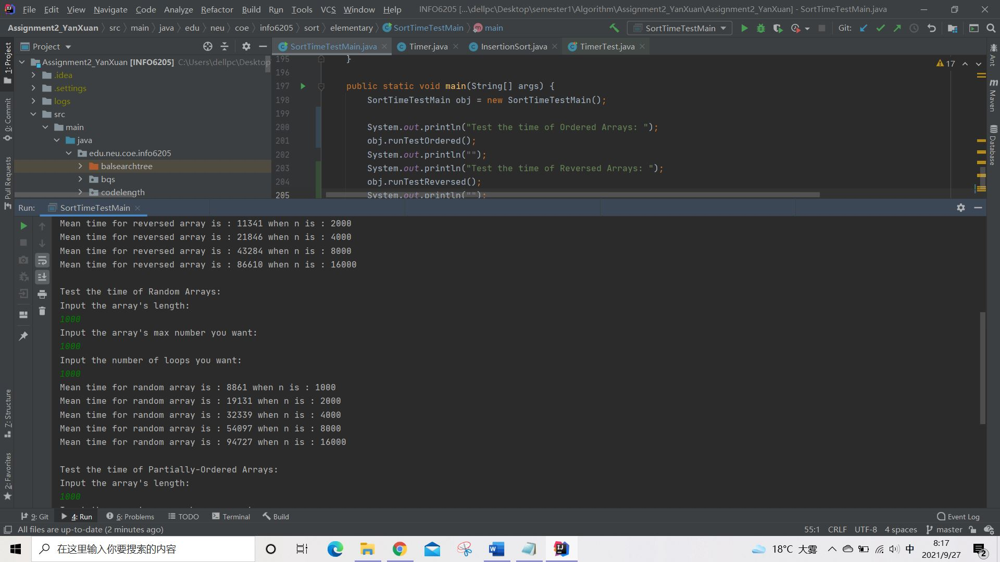 File Edit View Navigate Code Analyze Refactor Build Run Tools VCS Window Help INFO6205 [...\dellpc\Desktop\semester1\Algorithm\Assignment2_YanXuan\Assignment2_YanXuan] - SortTimeTestMain.java
Assignment2_YanXuan src main java edu neu coe info6205 sort elementary SortTimeTestMain main SortTimeTestMain Git:
Project SortTimeTestMain.java Timer.java InsertionSort.java TimerTest.java
1: Project
0: Commit
Pull Requests
7: Structure
2: Favorites
Ant
Maven
Database
Assignment2_YanXuan [INFO6205] C:\Users\dellpc\Desktop
.idea
.settings
logs
src
main
java
edu.neu.coe.info6205
balsearchtree
bqs
codelength
17
195 }
196
197 public static void main(String[] args) {
198 SortTimeTestMain obj = new SortTimeTestMain();
199
200 System.out.println("Test the time of Ordered Arrays: ");
201 obj.runTestOrdered();
202 System.out.println("");
203 System.out.println("Test the time of Reversed Arrays: ");
204 obj.runTestReversed();
205 System.out.println("");
Run: SortTimeTestMain
Mean time for reversed array is : 11341 when n is : 2000
Mean time for reversed array is : 21846 when n is : 4000
Mean time for reversed array is : 43284 when n is : 8000
Mean time for reversed array is : 86610 when n is : 16000
Test the time of Random Arrays:
Input the array's length:
1000
Input the array's max number you want:
1000
Input the number of loops you want:
1000
Mean time for random array is : 8861 when n is : 1000
Mean time for random array is : 19131 when n is : 2000
Mean time for random array is : 32339 when n is : 4000
Mean time for random array is : 54097 when n is : 8000
Mean time for random array is : 94727 when n is : 16000
Test the time of Partially-Ordered Arrays:
Input the array's length:
1000
9: Git 4: Run 6: Problems TODO Terminal Build Event Log
All files are up-to-date (2 minutes ago) 55:1 CRLF UTF-8 4 spaces master
在这里输入你要搜索的内容 18°C 大雾 中 8:17
2021/9/27 2